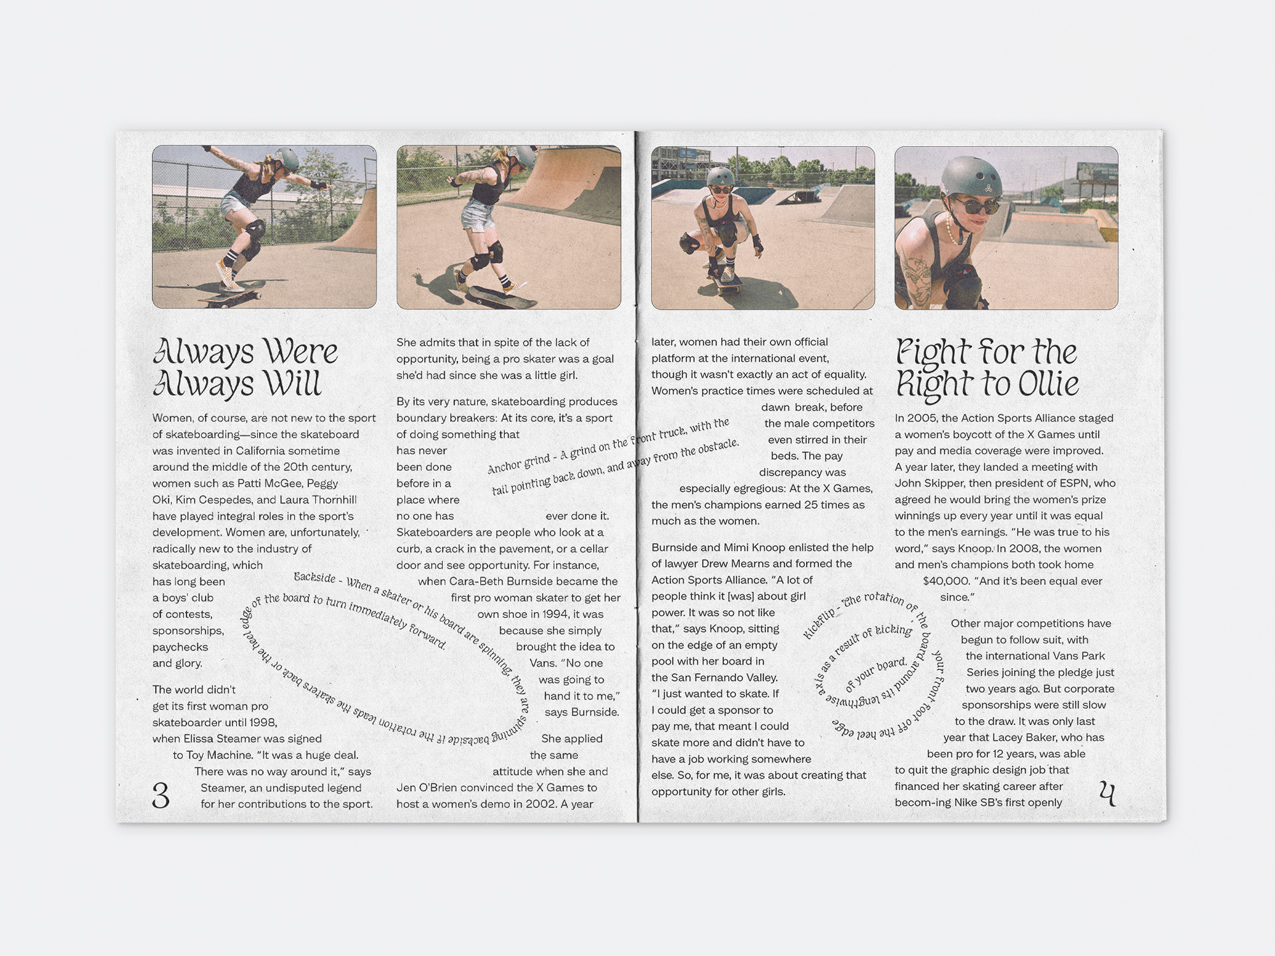 Always Were
Always Will
Women, of course, are not new to the sport
of skateboarding—since the skateboard
was invented in California sometime
around the middle of the 20th century,
women such as Patti McGee, Peggy
Oki, Kim Cespedes, and Laura Thornhill
have played integral roles in the sport's
development. Women are, unfortunately,
radically new to the industry of
skateboarding, which
has long been
a boys' club
of contests,
sponsorships,
paychecks
and glory.
The world didn't
get its first woman pro
skateboarder until 1998,
when Elissa Steamer was signed
to Toy Machine. "It was a huge deal.
There was no way around it," says
Steamer, an undisputed legend
for her contributions to the sport.
3
Backside - When a skater or his board are spinning, they are spinning backside if the rotation leads the skater's back or the heel edge of the board to turn immediately forward.
She admits that in spite of the lack of
opportunity, being a pro skater was a goal
she'd had since she was a little girl.
By its very nature, skateboarding produces
boundary breakers: At its core, it's a sport
of doing something that
has never
been done
before in a
place where
no one has ever done it.
Skateboarders are people who look at a
curb, a crack in the pavement, or a cellar
door and see opportunity. For instance,
when Cara-Beth Burnside became the
first pro woman skater to get her
own shoe in 1994, it was
because she simply
brought the idea to
Vans. "No one
was going to
hand it to me,"
says Burnside.
She applied
the same
attitude when she and
Jen O'Brien convinced the X Games to
host a women's demo in 2002. A year
Anchor grind - A grind on the front truck, with the
tail pointing back down, and away from the obstacle.
later, women had their own official
platform at the international event,
though it wasn't exactly an act of equality.
Women's practice times were scheduled at
dawn break, before
the male competitors
even stirred in their
beds. The pay
discrepancy was
especially egregious: At the X Games,
the men's champions earned 25 times as
much as the women.
Burnside and Mimi Knoop enlisted the help
of lawyer Drew Mearns and formed the
Action Sports Alliance. "A lot of
people think it [was] about girl
power. It was so not like
that," says Knoop, sitting
on the edge of an empty
pool with her board in
the San Fernando Valley.
"I just wanted to skate. If
I could get a sponsor to
pay me, that meant I could
skate more and didn't have to
have a job working somewhere
else. So, for me, it was about creating that
opportunity for other girls.
Kickflip - The rotation of the board around its lengthwise axis as a result of kicking your front foot off the heel edge of your board.
Fight for the
Right to Ollie
In 2005, the Action Sports Alliance staged
a women's boycott of the X Games until
pay and media coverage were improved.
A year later, they landed a meeting with
John Skipper, then president of ESPN, who
agreed he would bring the women's prize
winnings up every year until it was equal
to the men's earnings. "He was true to his
word," says Knoop. In 2008, the women
and men's champions both took home
$40,000. "And it's been equal ever
since."
Other major competitions have
begun to follow suit, with
the international Vans Park
Series joining the pledge just
two years ago. But corporate
sponsorships were still slow
to the draw. It was only last
year that Lacey Baker, who has
been pro for 12 years, was able
to quit the graphic design job that
financed her skating career after
becom-ing Nike SB's first openly
4